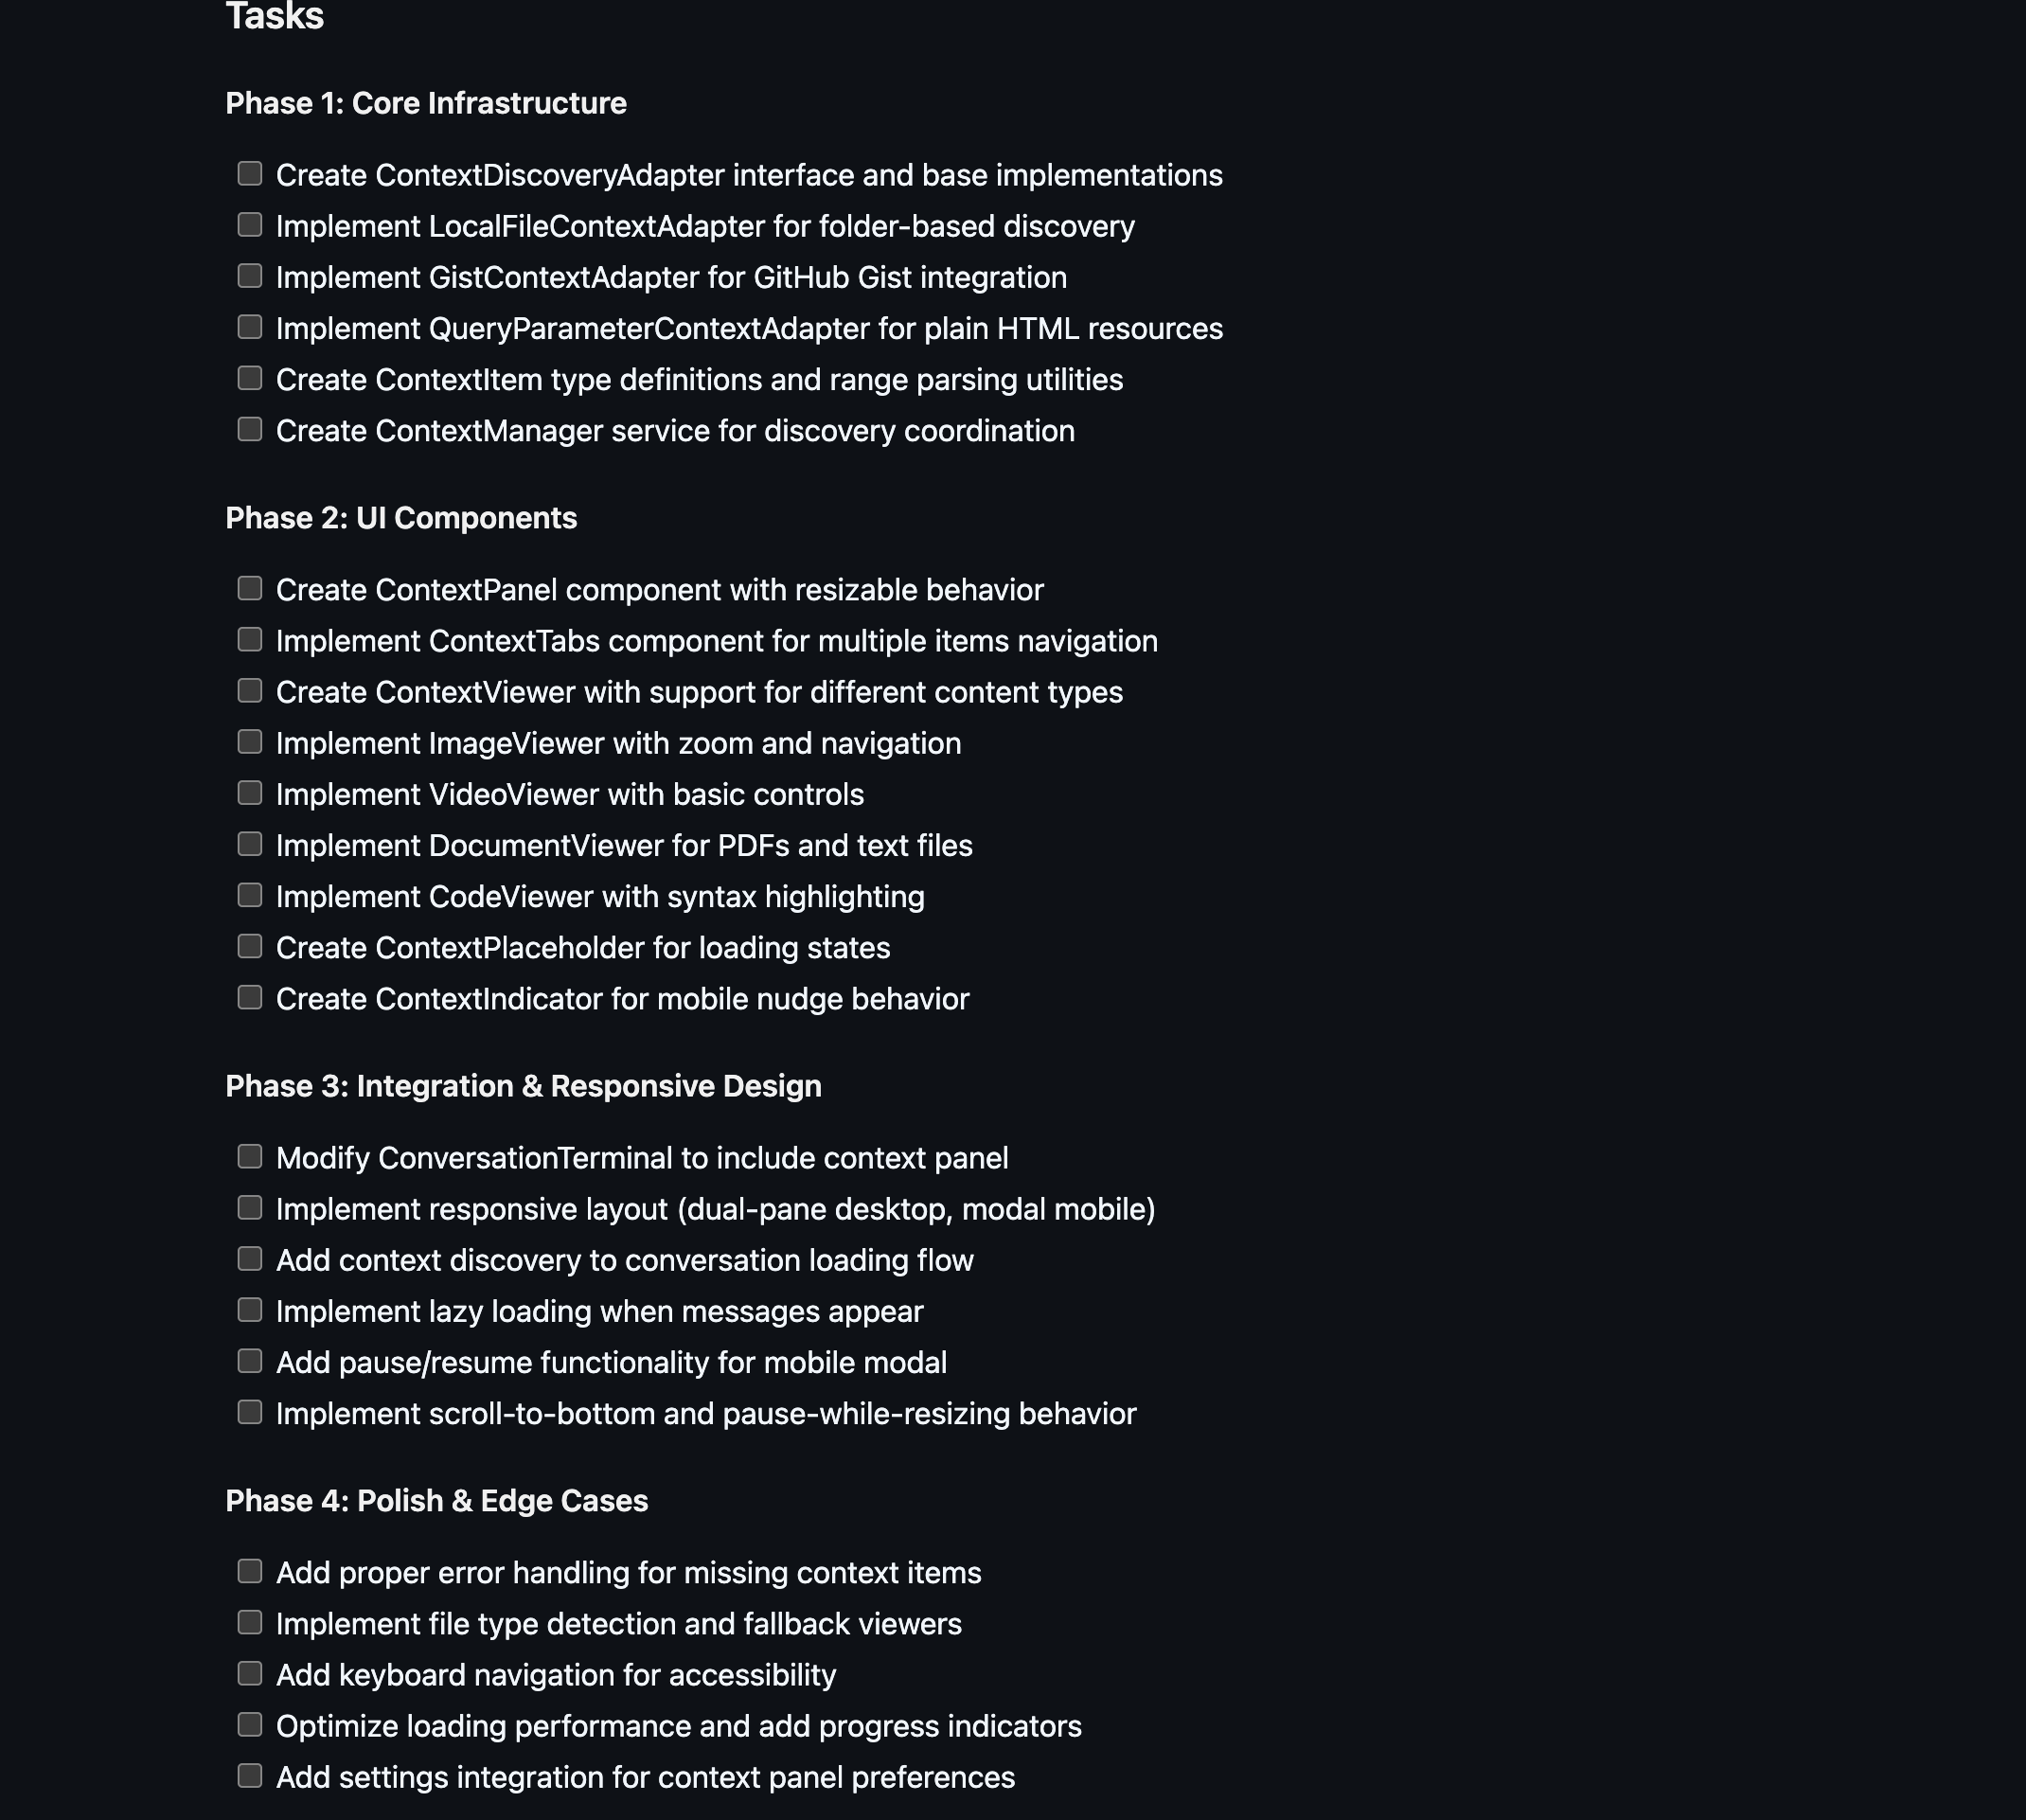 Tasks
Phase 1: Core Infrastructure
Create ContextDiscoveryAdapter interface and base implementations
Implement LocalFileContextAdapter for folder-based discovery
Implement GistContextAdapter for GitHub Gist integration
Implement QueryParameterContextAdapter for plain HTML resources
Create ContextItem type definitions and range parsing utilities
Create ContextManager service for discovery coordination
Phase 2: UI Components
Create ContextPanel component with resizable behavior
Implement ContextTabs component for multiple items navigation
Create ContextViewer with support for different content types
Implement ImageViewer with zoom and navigation
Implement VideoViewer with basic controls
Implement DocumentViewer for PDFs and text files
Implement CodeViewer with syntax highlighting
Create ContextPlaceholder for loading states
Create ContextIndicator for mobile nudge behavior
Phase 3: Integration & Responsive Design
Modify ConversationTerminal to include context panel
Implement responsive layout (dual-pane desktop, modal mobile)
Add context discovery to conversation loading flow
Implement lazy loading when messages appear
Add pause/resume functionality for mobile modal
Implement scroll-to-bottom and pause-while-resizing behavior
Phase 4: Polish & Edge Cases
Add proper error handling for missing context items
Implement file type detection and fallback viewers
Add keyboard navigation for accessibility
Optimize loading performance and add progress indicators
Add settings integration for context panel preferences